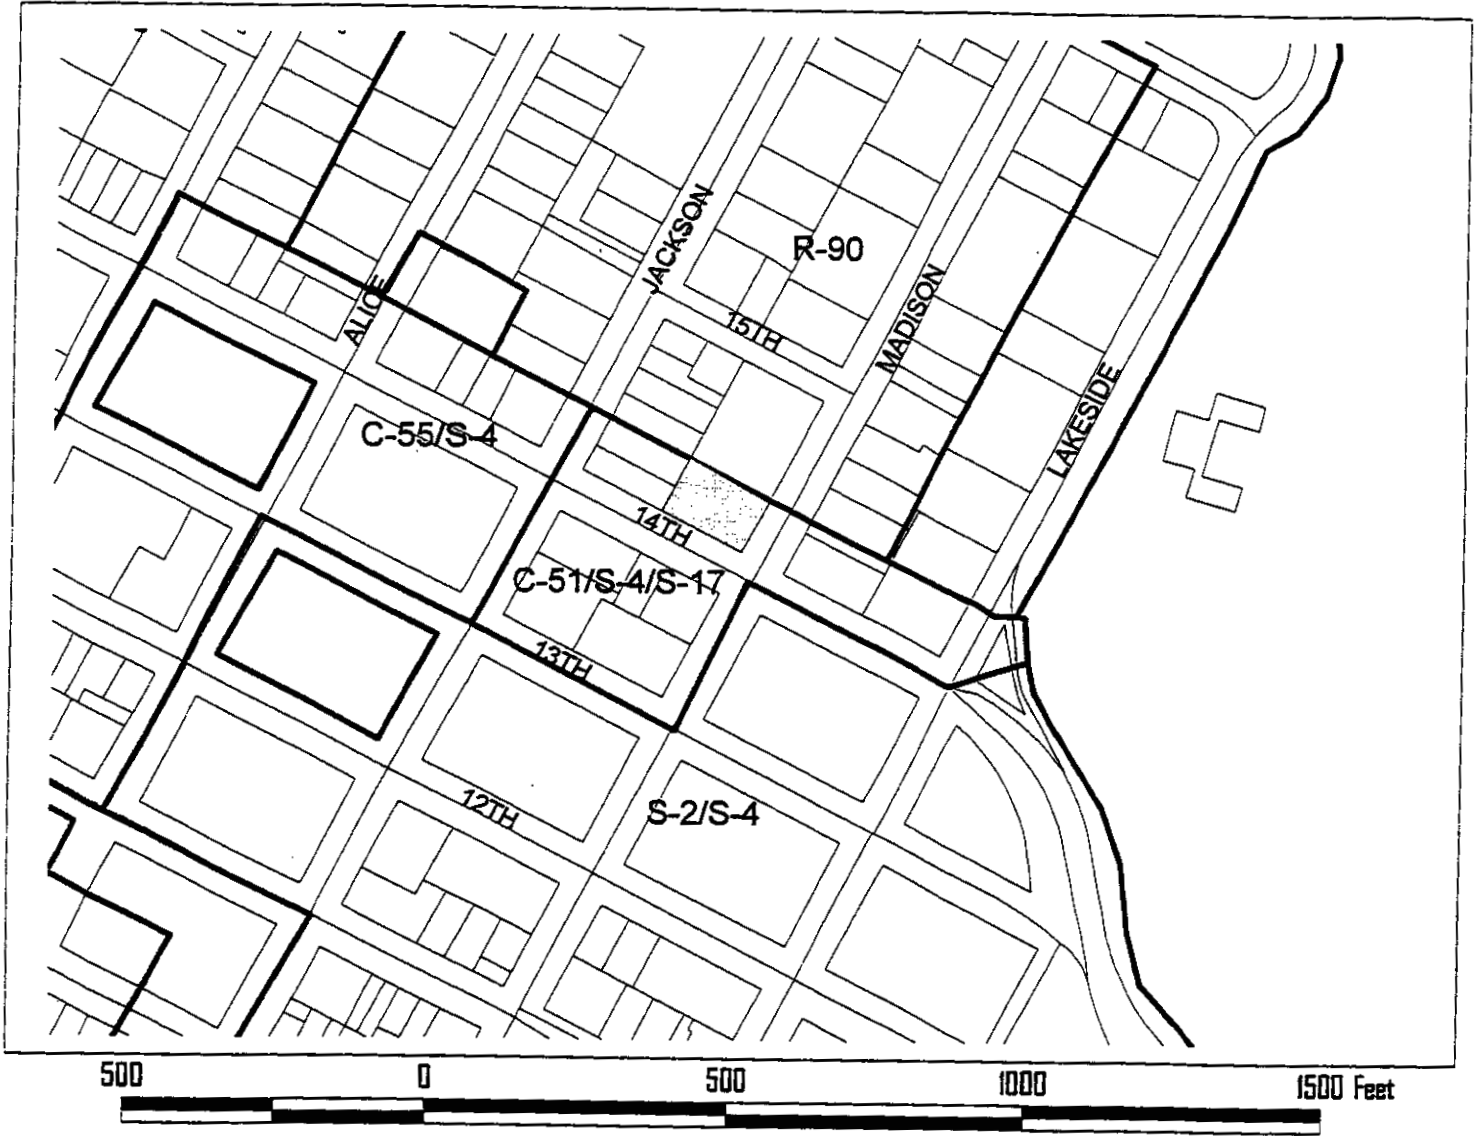 JACKSON
R-90
ALICE
15TH
MADISON
LAKESIDE
C-55/S-4
14TH
C-51/S-4/S-17
13TH
12TH
S-2/S-4
500 0 500 1000 1500 Feet